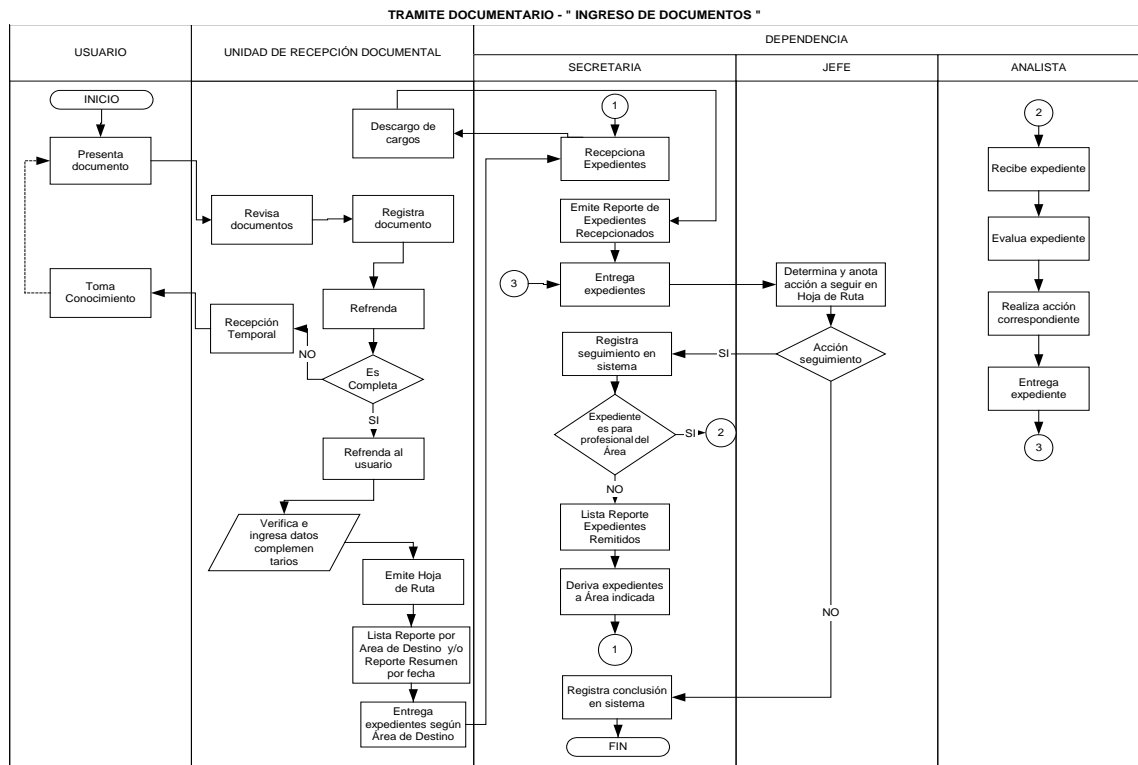 TRAMITE DOCUMENTARIO - " INGRESO DE DOCUMENTOS "
USUARIO
UNIDAD DE RECEPCIÓN DOCUMENTAL
DEPENDENCIA
SECRETARIA
JEFE
ANALISTA
INICIO
Presenta
documento
Toma
Conocimiento
Revisa
documentos
Registra
documento
Refrenda
Recepción
Temporal
NO
Es
Completa
SI
Refrenda al
usuario
Verifica e
ingresa datos
complemen
tarios
Emite Hoja
de Ruta
Lista Reporte por
Area de Destino y/o
Reporte Resumen
por fecha
Entrega
expedientes según
Área de Destino
Descargo de
cargos
1
Recepciona
Expedientes
Emite Reporte de
Expedientes
Recepcionados
3
Entrega
expedientes
Registra
seguimiento en
sistema
SI
Expediente
es para
profesional del
Área
SI
2
NO
Lista Reporte
Expedientes
Remitidos
Deriva expedientes
a Área indicada
1
Registra conclusión
en sistema
FIN
Determina y anota
acción a seguir en
Hoja de Ruta
Acción
seguimiento
NO
2
Recibe expediente
Evalua expediente
Realiza acción
correspondiente
Entrega
expediente
3